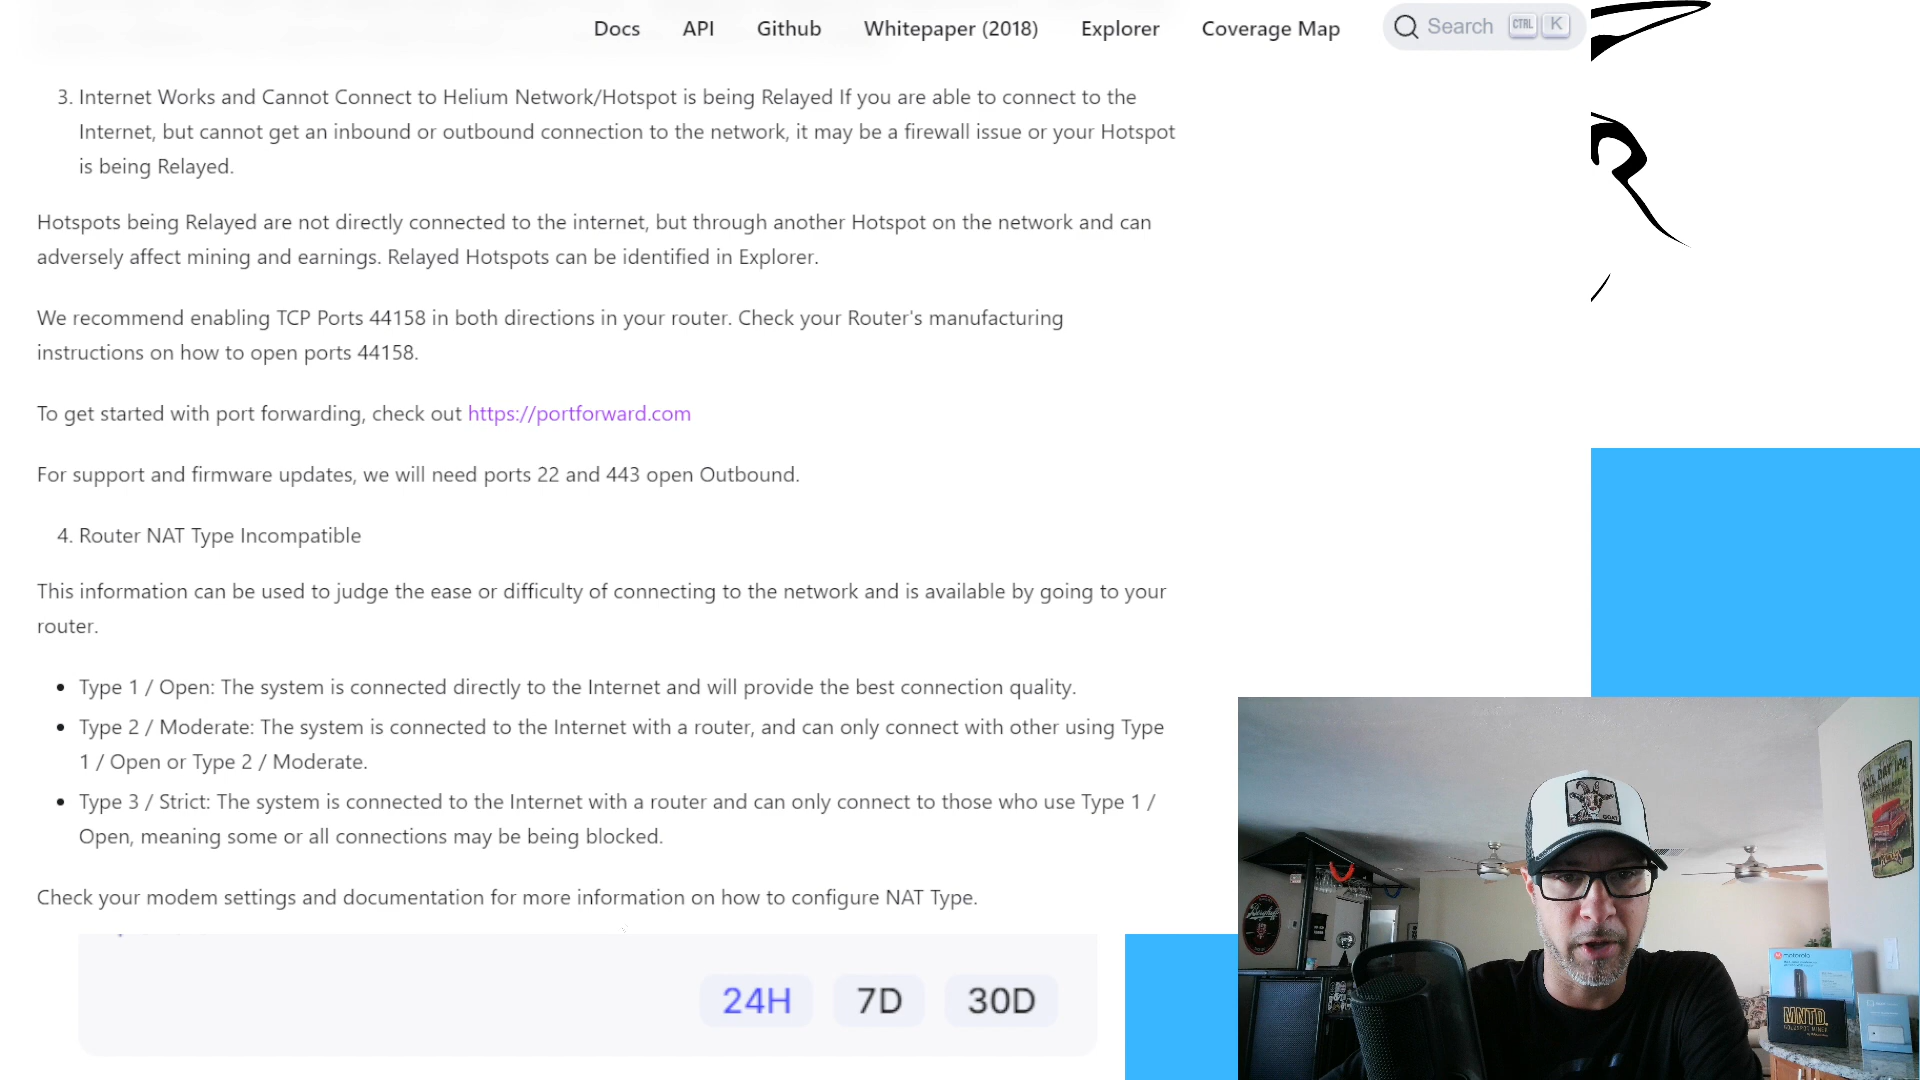 Docs API Github Whitepaper (2018) Explorer Coverage Map Search CTRL K
3. Internet Works and Cannot Connect to Helium Network/Hotspot is being Relayed If you are able to connect to the
Internet, but cannot get an inbound or outbound connection to the network, it may be a firewall issue or your Hotspot
is being Relayed.
Hotspots being Relayed are not directly connected to the internet, but through another Hotspot on the network and can
adversely affect mining and earnings. Relayed Hotspots can be identified in Explorer.
We recommend enabling TCP Ports 44158 in both directions in your router. Check your Router's manufacturing
instructions on how to open ports 44158.
To get started with port forwarding, check out https://portforward.com
For support and firmware updates, we will need ports 22 and 443 open Outbound.
4. Router NAT Type Incompatible
This information can be used to judge the ease or difficulty of connecting to the network and is available by going to your
router.
• Type 1 / Open: The system is connected directly to the Internet and will provide the best connection quality.
• Type 2 / Moderate: The system is connected to the Internet with a router, and can only connect with other using Type
1 / Open or Type 2 / Moderate.
• Type 3 / Strict: The system is connected to the Internet with a router and can only connect to those who use Type 1 /
Open, meaning some or all connections may be being blocked.
Check your modem settings and documentation for more information on how to configure NAT Type.
24H 7D 30D
ALL DAY IPA
GOAT
Berghoff
motorola
MNTD.